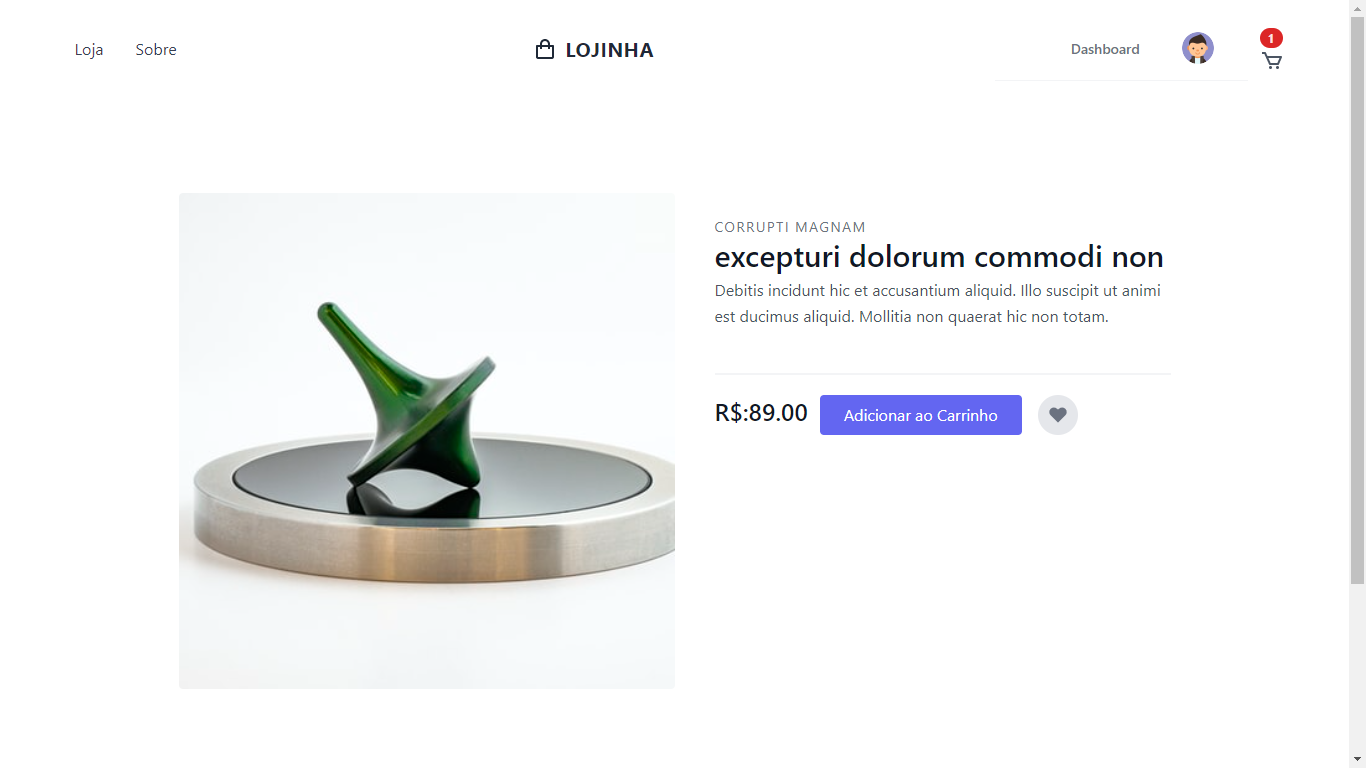 Loja
Sobre
LOJINHA
Dashboard
1
CORRUPTI MAGNAM
excepturi dolorum commodi non
Debitis incidunt hic et accusantium aliquid. Illo suscipit ut animi
est ducimus aliquid. Mollitia non quaerat hic non totam.
R$:89.00
Adicionar ao Carrinho